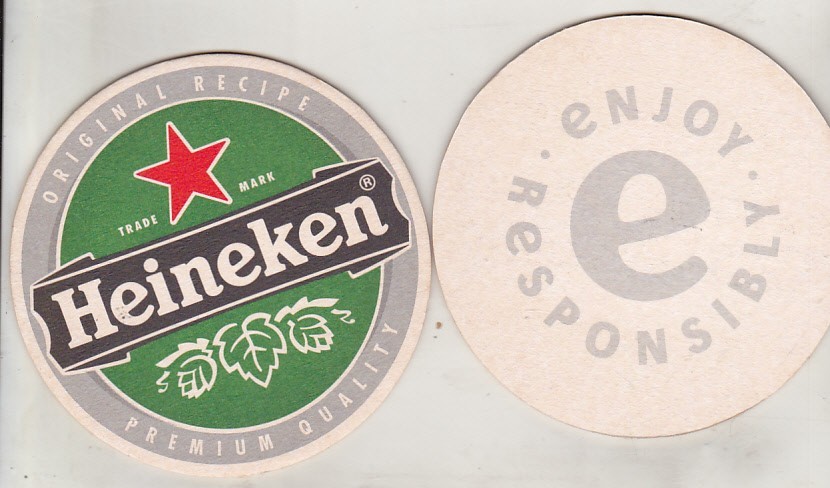 ORIGINAL RECIPE
TRADE MARK
Heineken®
PREMIUM QUALITY
eNJOY ·
e
ReSPONSIBLY ·